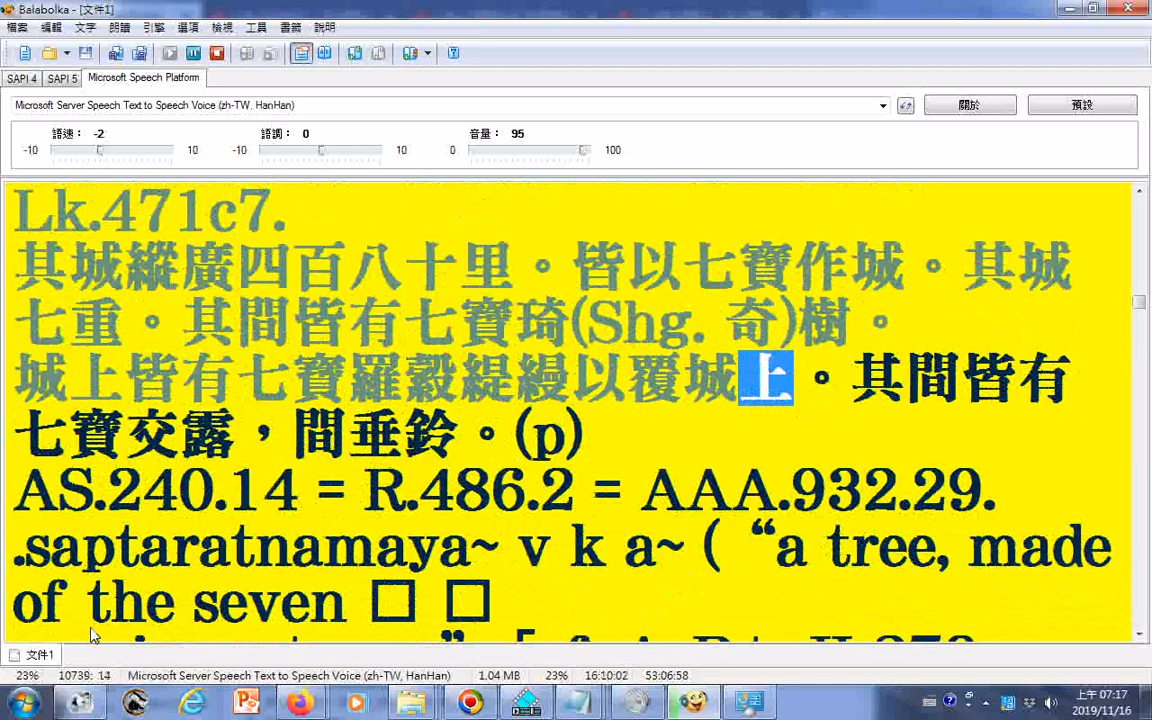 Balabolka - [文件1]
檔案 編輯 文字 朗讀 引擎 選項 檢視 工具 書籤 說明
SAPI 4 SAPI 5 Microsoft Speech Platform
Microsoft Server Speech Text to Speech Voice (zh-TW, HanHan) 關於 預設
語速： -2 語調： 0 音量： 95
-10 10 -10 10 0 100
Lk.471c7.
其城縱廣四百八十里。皆以七寶作城。其城
七重。其間皆有七寶琦(Shg. 奇)樹。
城上皆有七寶羅縠緹縵以覆城上。其間皆有
七寶交露，間垂鈴。(p)
AS.240.14 = R.486.2 = AAA.932.29.
.saptaratnamaya~ v k a~ ( “a tree, made
of the seven □ □
文件1
23% 10739: 14 Microsoft Server Speech Text to Speech Voice (zh-TW, HanHan) 1.04 MB 23% 16:10:02 53:06:58
上午 07:17
2019/11/16